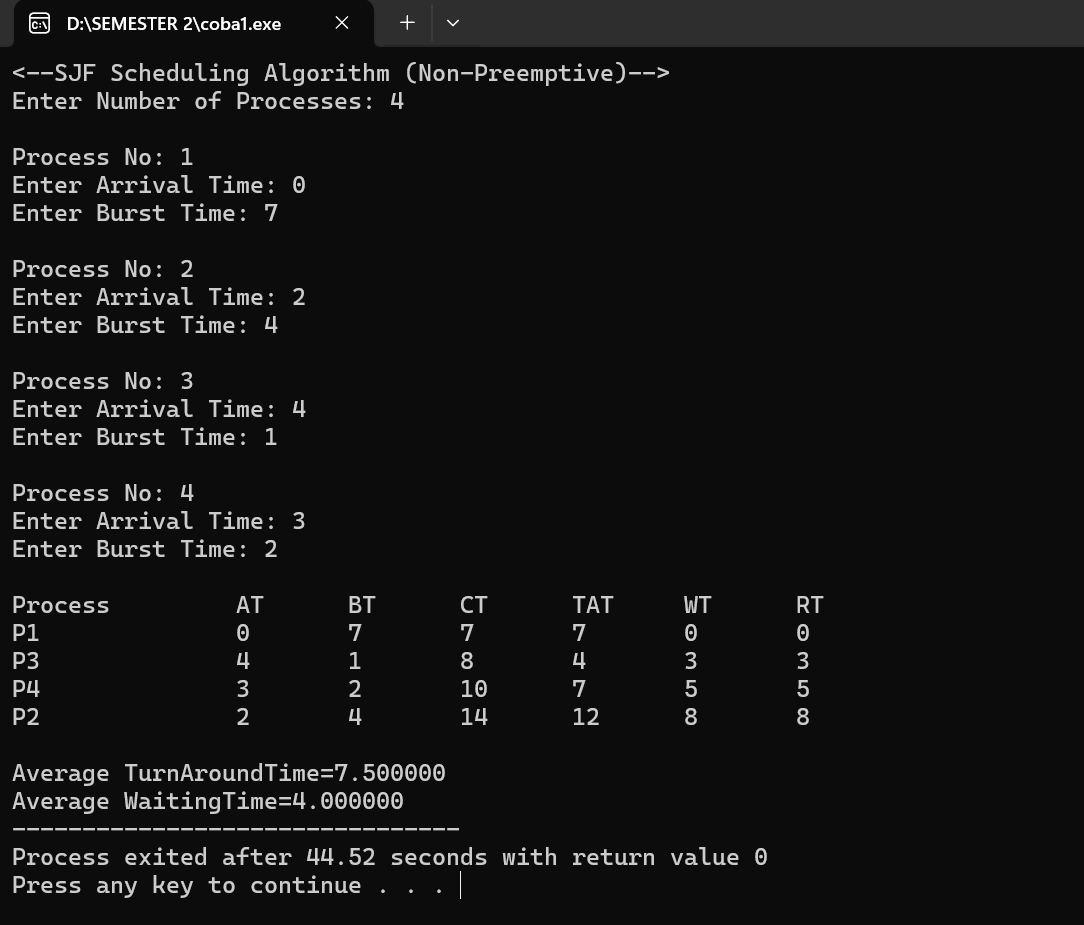 D:\SEMESTER 2\coba1.exe
<--SJF Scheduling Algorithm (Non-Preemptive)-->
Enter Number of Processes: 4
Process No: 1
Enter Arrival Time: 0
Enter Burst Time: 7
Process No: 2
Enter Arrival Time: 2
Enter Burst Time: 4
Process No: 3
Enter Arrival Time: 4
Enter Burst Time: 1
Process No: 4
Enter Arrival Time: 3
Enter Burst Time: 2
Process AT BT CT TAT WT RT
P1 0 7 7 7 0 0
P3 4 1 8 4 3 3
P4 3 2 10 7 5 5
P2 2 4 14 12 8 8
Average TurnAroundTime=7.500000
Average WaitingTime=4.000000
--------------------------------
Process exited after 44.52 seconds with return value 0
Press any key to continue . . .